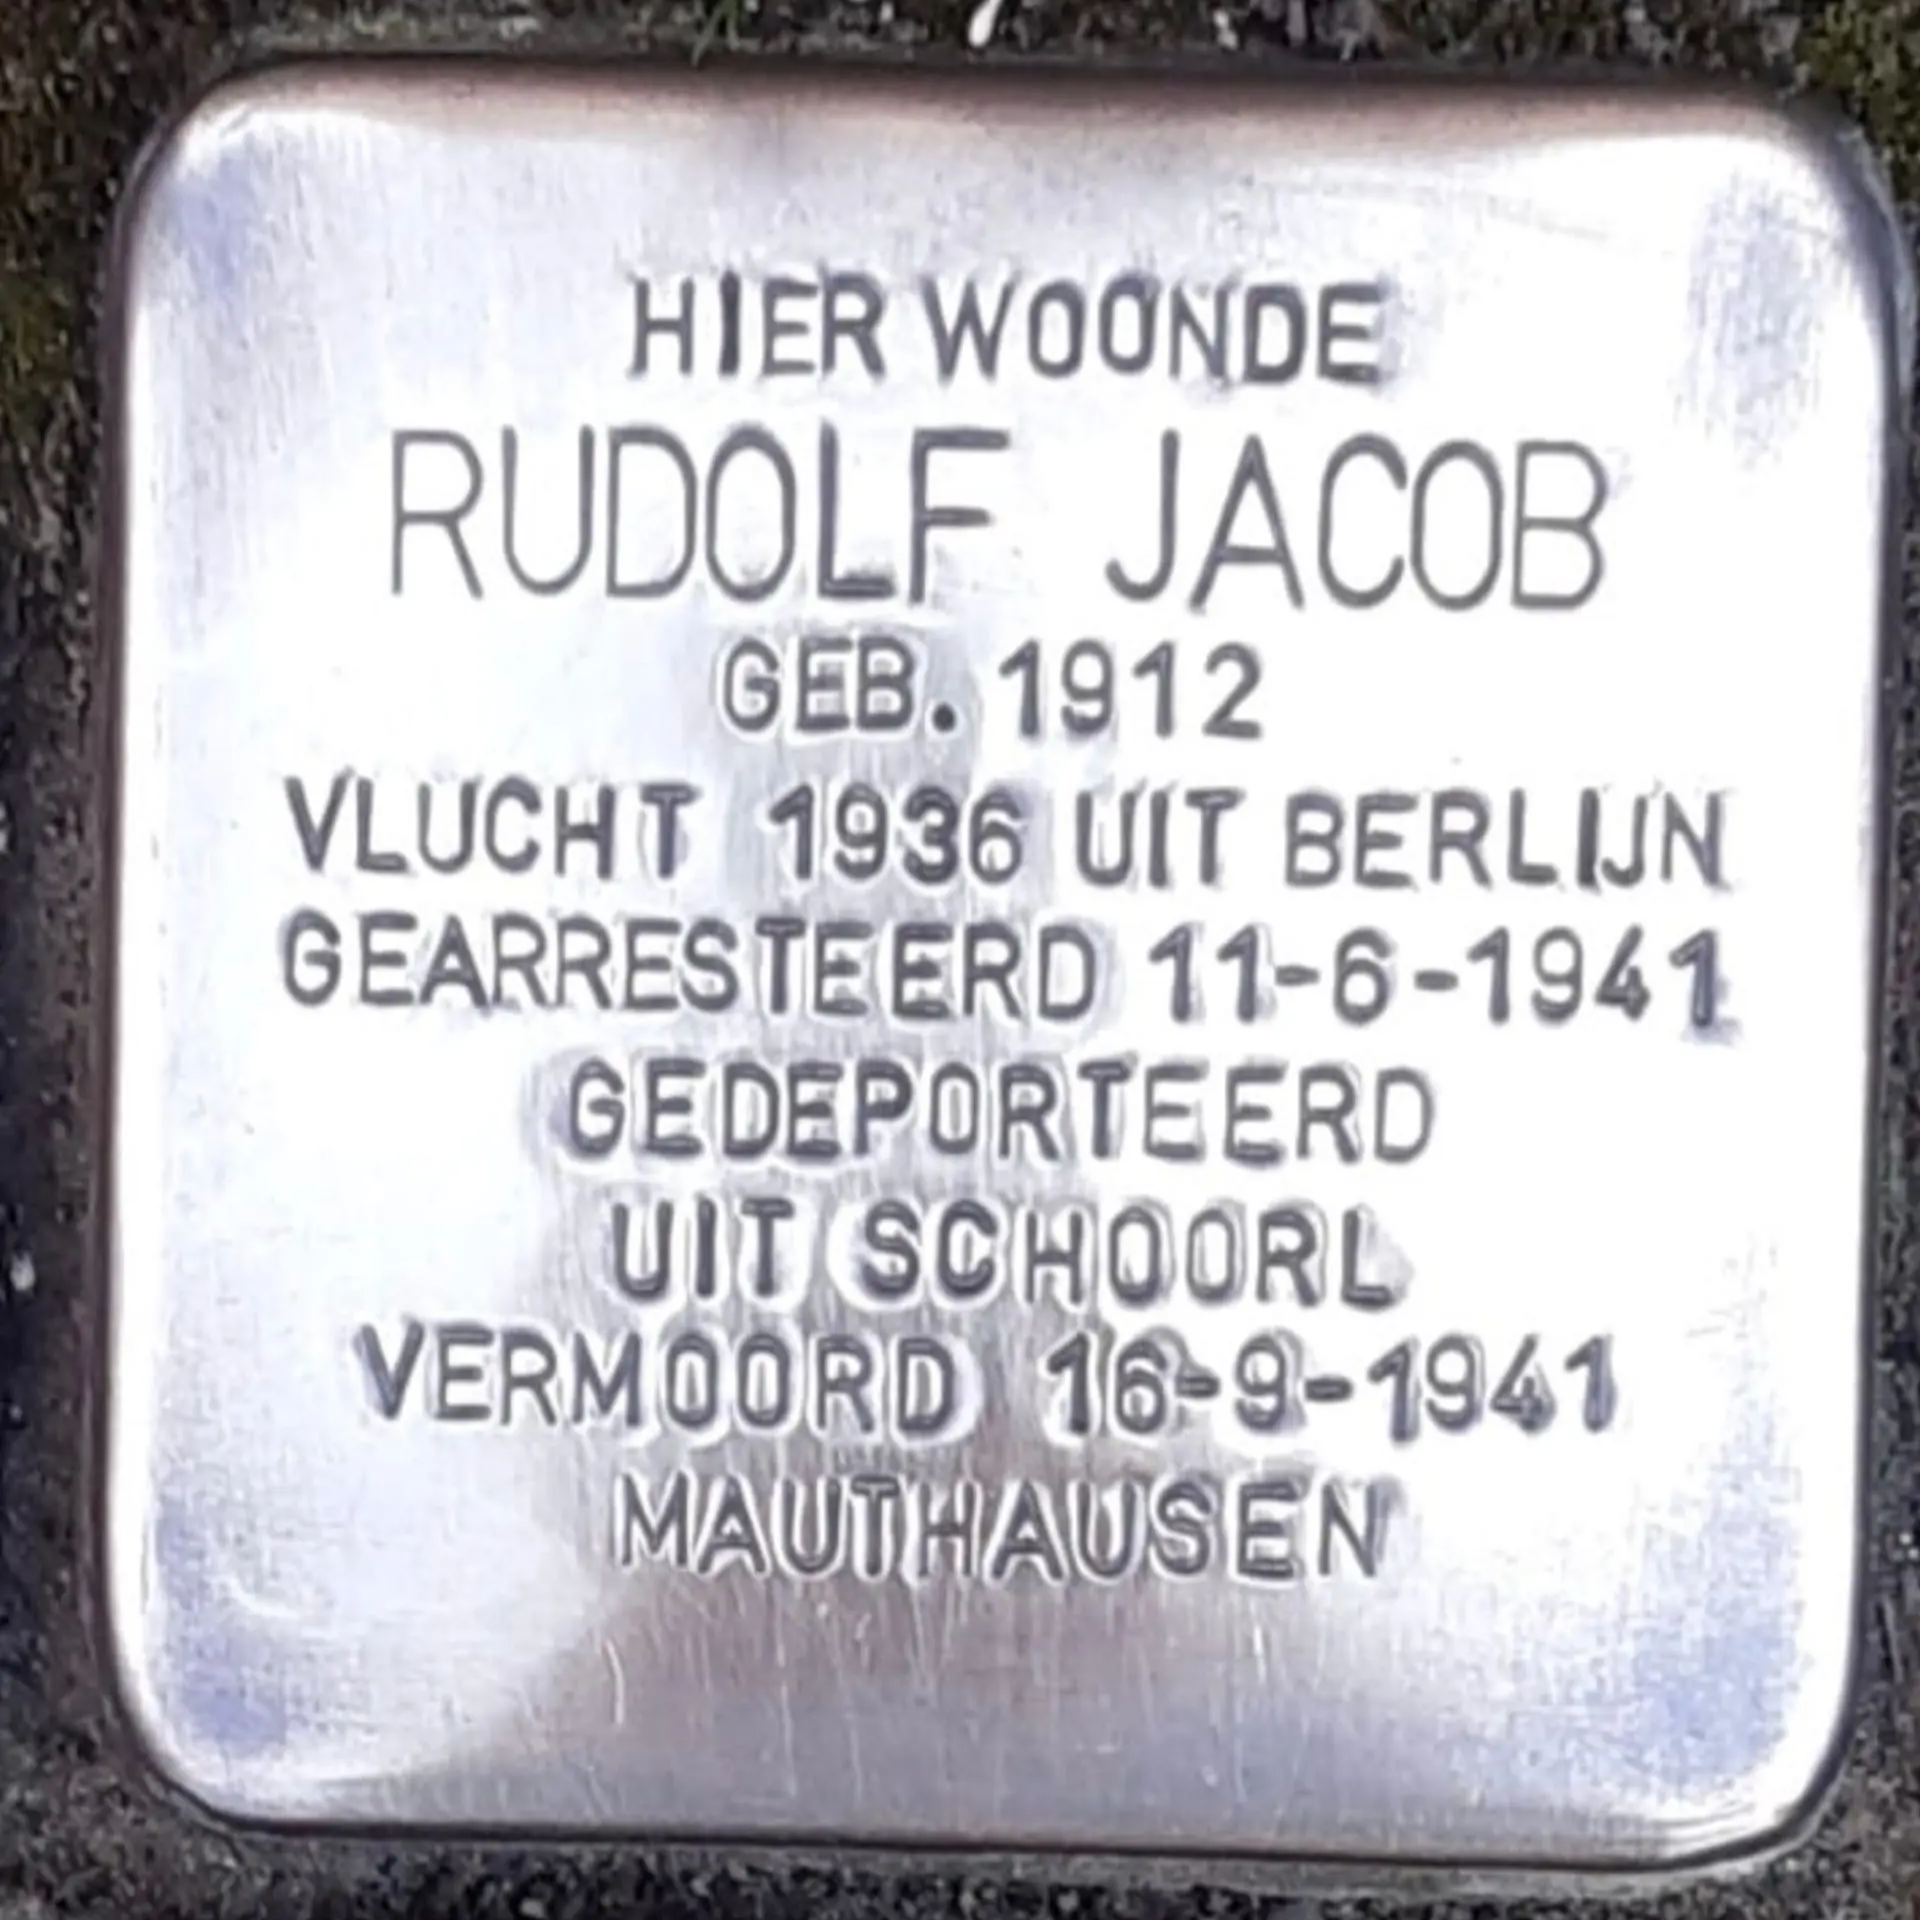 HIER WOONDE
RUDOLF JACOB
GEB. 1912
VLUCHT 1936 UIT BERLIJN
GEARRESTEERD 11-6-1941
GEDEPORTEERD
UIT SCHOORL
VERMOORD 16-9-1941
MAUTHAUSEN